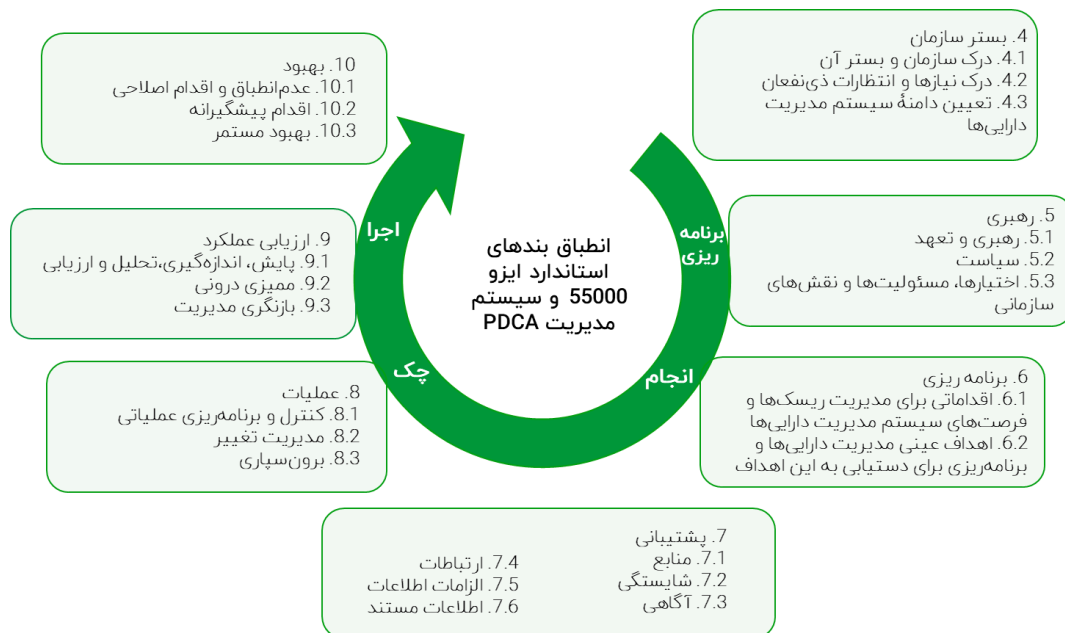 4. بستر سازمان
4.1. درک سازمان و بستر آن
4.2. درک نیازها و انتظارات ذی‌نفعان
4.3. تعیین دامنهٔ سیستم مدیریت
دارایی‌ها
5. رهبری
5.1. رهبری و تعهد
5.2. سیاست
5.3. اختیارها، مسئولیت‌ها و نقش‌های
سازمانی
6. برنامه ریزی
6.1. اقداماتی برای مدیریت ریسک‌ها و
فرصت‌های سیستم مدیریت دارایی‌ها
6.2. اهداف عینی مدیریت دارایی‌ها و
برنامه‌ریزی برای دستیابی به این اهداف
7. پشتیبانی
7.1. منابع
7.2. شایستگی
7.3. آگاهی
7.4. ارتباطات
7.5. الزامات اطلاعات
7.6. اطلاعات مستند
8. عملیات
8.1. کنترل و برنامه‌ریزی عملیاتی
8.2. مدیریت تغییر
8.3. برون‌سپاری
9. ارزیابی عملکرد
9.1. پایش، اندازه‌گیری،تحلیل و ارزیابی
9.2. ممیزی درونی
9.3. بازنگری مدیریت
10. بهبود
10.1. عدم‌انطباق و اقدام اصلاحی
10.2. اقدام پیشگیرانه
10.3. بهبود مستمر
برنامه
ریزی
انجام
چک
اجرا
انطباق بندهای
استاندارد ایزو
55000 و سیستم
مدیریت PDCA